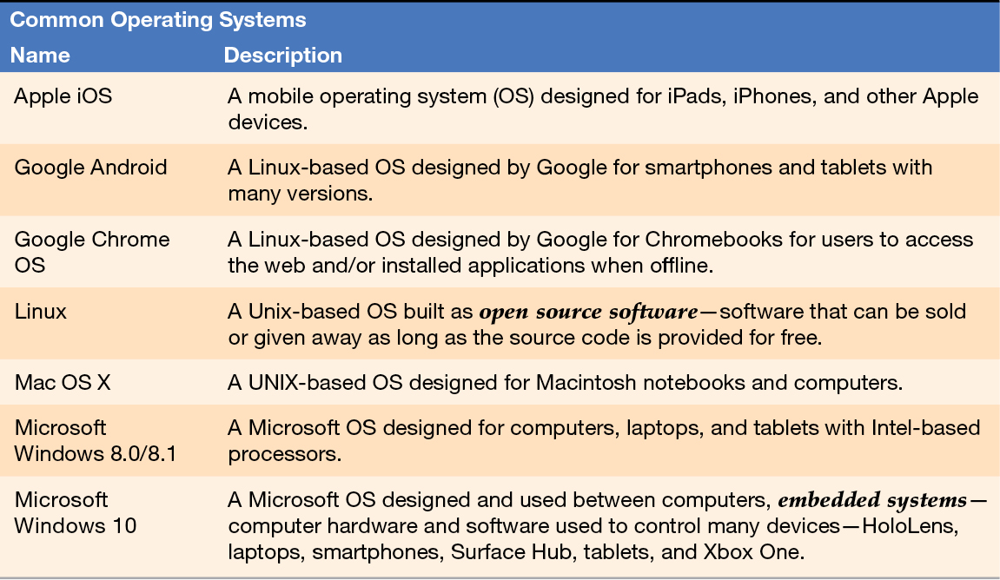 Common Operating Systems
Name Description
Apple iOS A mobile operating system (OS) designed for iPads, iPhones, and other Apple
devices.
Google Android A Linux-based OS designed by Google for smartphones and tablets with
many versions.
Google Chrome A Linux-based OS designed by Google for Chromebooks for users to access
OS the web and/or installed applications when offline.
Linux A Unix-based OS built as open source software—software that can be sold
or given away as long as the source code is provided for free.
Mac OS X A UNIX-based OS designed for Macintosh notebooks and computers.
Microsoft A Microsoft OS designed for computers, laptops, and tablets with Intel-based
Windows 8.0/8.1 processors.
Microsoft A Microsoft OS designed and used between computers, embedded systems—
Windows 10 computer hardware and software used to control many devices—HoloLens,
laptops, smartphones, Surface Hub, tablets, and Xbox One.